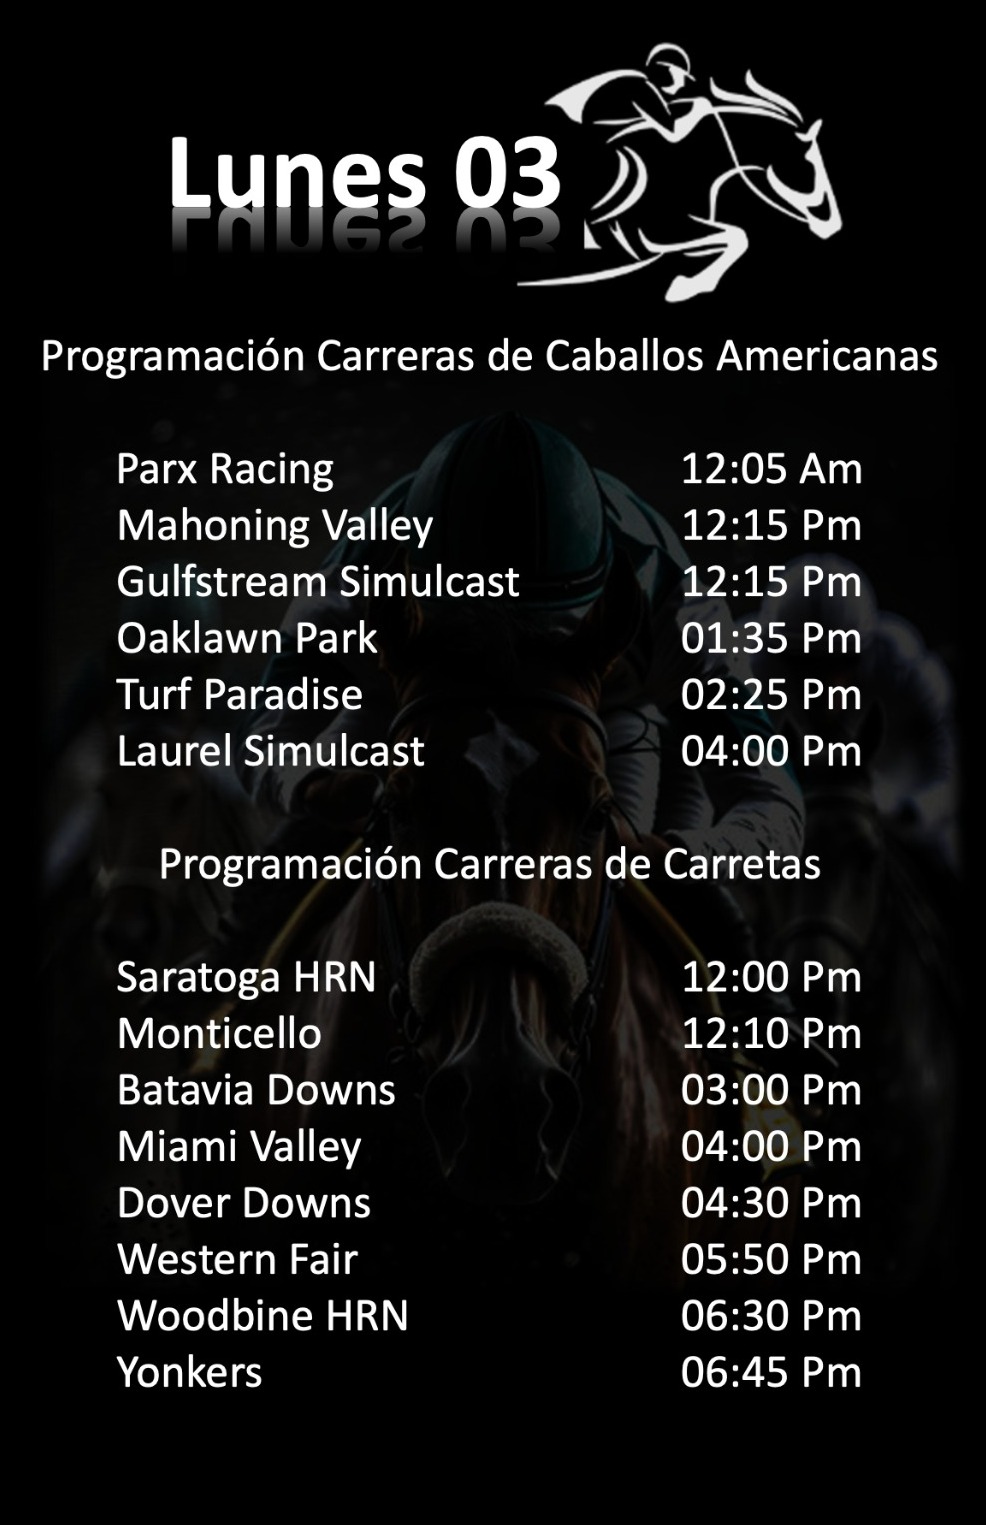 Lunes 03
Programación Carreras de Caballos Americanas
Parx Racing 12:05 Am
Mahoning Valley 12:15 Pm
Gulfstream Simulcast 12:15 Pm
Oaklawn Park 01:35 Pm
Turf Paradise 02:25 Pm
Laurel Simulcast 04:00 Pm
Programación Carreras de Carretas
Saratoga HRN 12:00 Pm
Monticello 12:10 Pm
Batavia Downs 03:00 Pm
Miami Valley 04:00 Pm
Dover Downs 04:30 Pm
Western Fair 05:50 Pm
Woodbine HRN 06:30 Pm
Yonkers 06:45 Pm